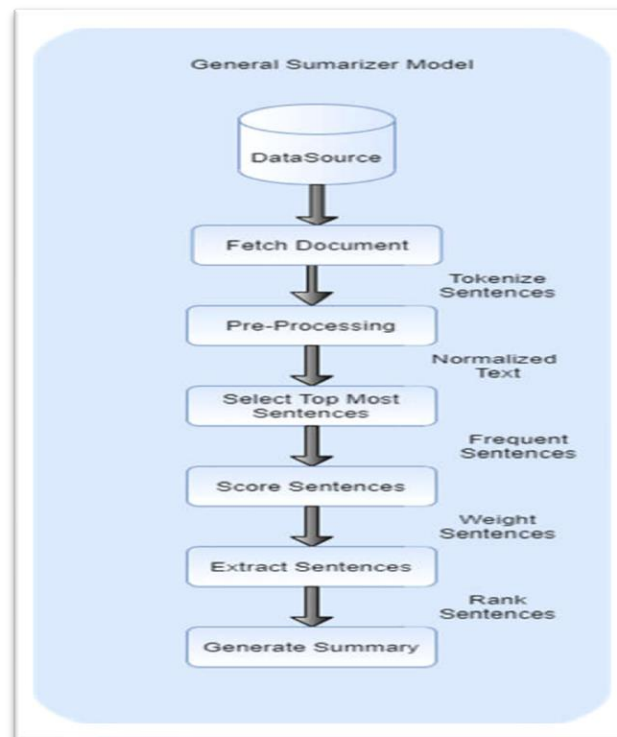 General Sumarizer Model
DataSource
Fetch Document
Tokenize
Sentences
Pre-Processing
Normalized
Text
Select Top Most
Sentences
Frequent
Sentences
Score Sentences
Weight
Sentences
Extract Sentences
Rank
Sentences
Generate Summary